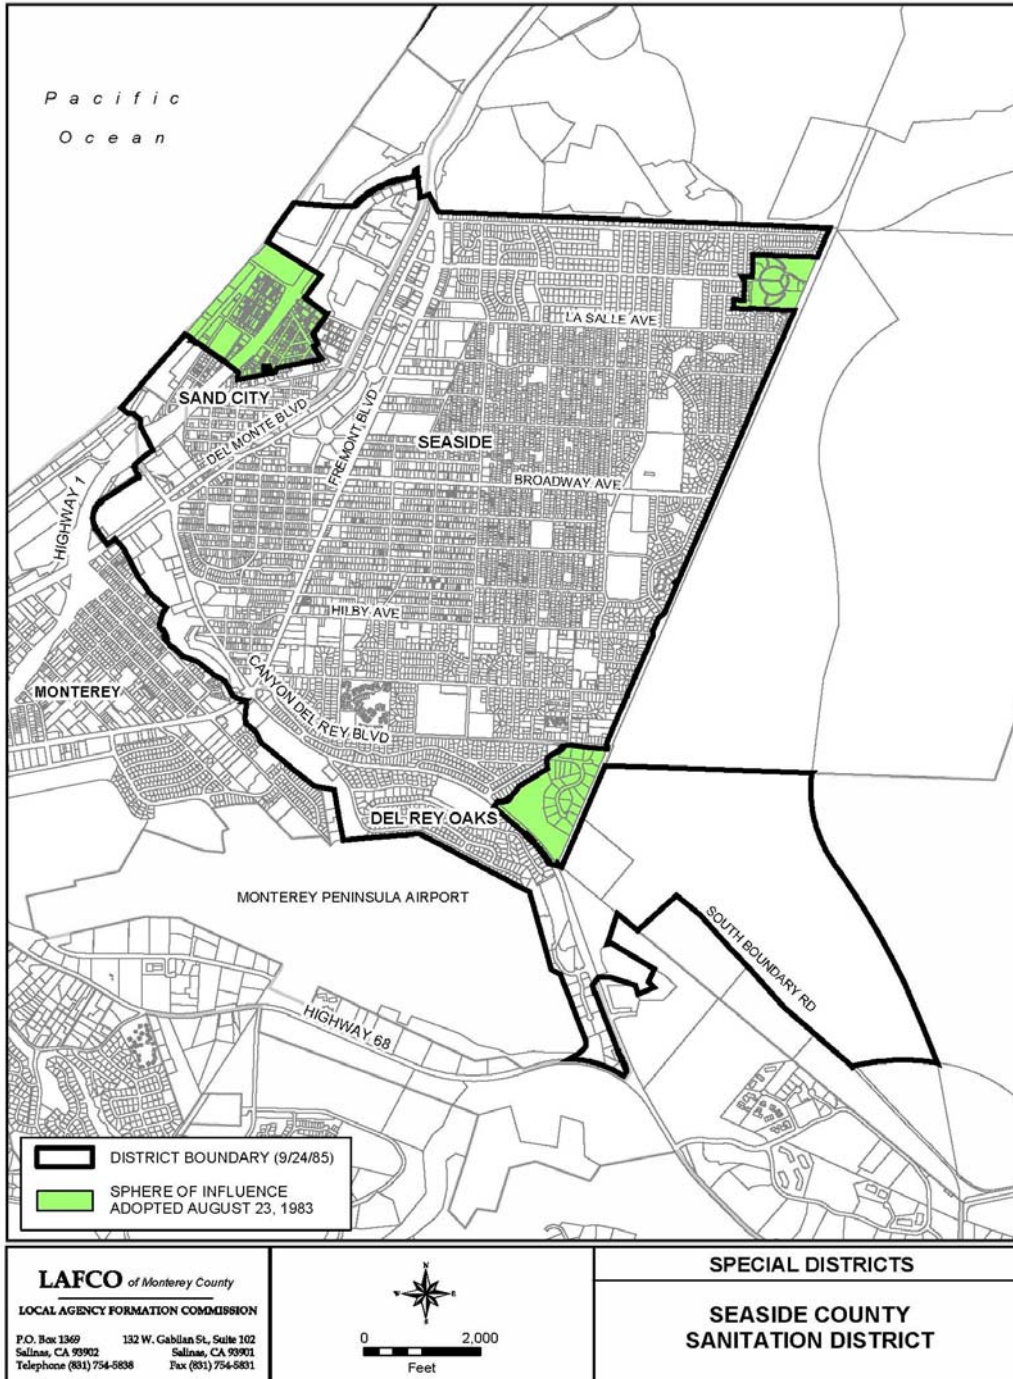 Pacific
Ocean
LA SALLE AVE
SAND CITY
DEL MONTE BLVD
FREMONT BLVD
SEASIDE
BROADWAY AVE
HIGHWAY 1
HILBY AVE
CANYON DEL REY BLVD
MONTEREY
DEL REY OAKS
MONTEREY PENINSULA AIRPORT
SOUTH BOUNDARY RD
HIGHWAY 68
DISTRICT BOUNDARY (9/24/85)
SPHERE OF INFLUENCE
ADOPTED AUGUST 23, 1983
LAFCO of Monterey County
LOCAL AGENCY FORMATION COMMISSION
P.O. Box 1369 132 W. Gabilan St., Suite 102
Salinas, CA 93902 Salinas, CA 93901
Telephone (831) 754-5838 Fax (831) 754-5831
N
W E
S
0 2,000
Feet
SPECIAL DISTRICTS
SEASIDE COUNTY
SANITATION DISTRICT